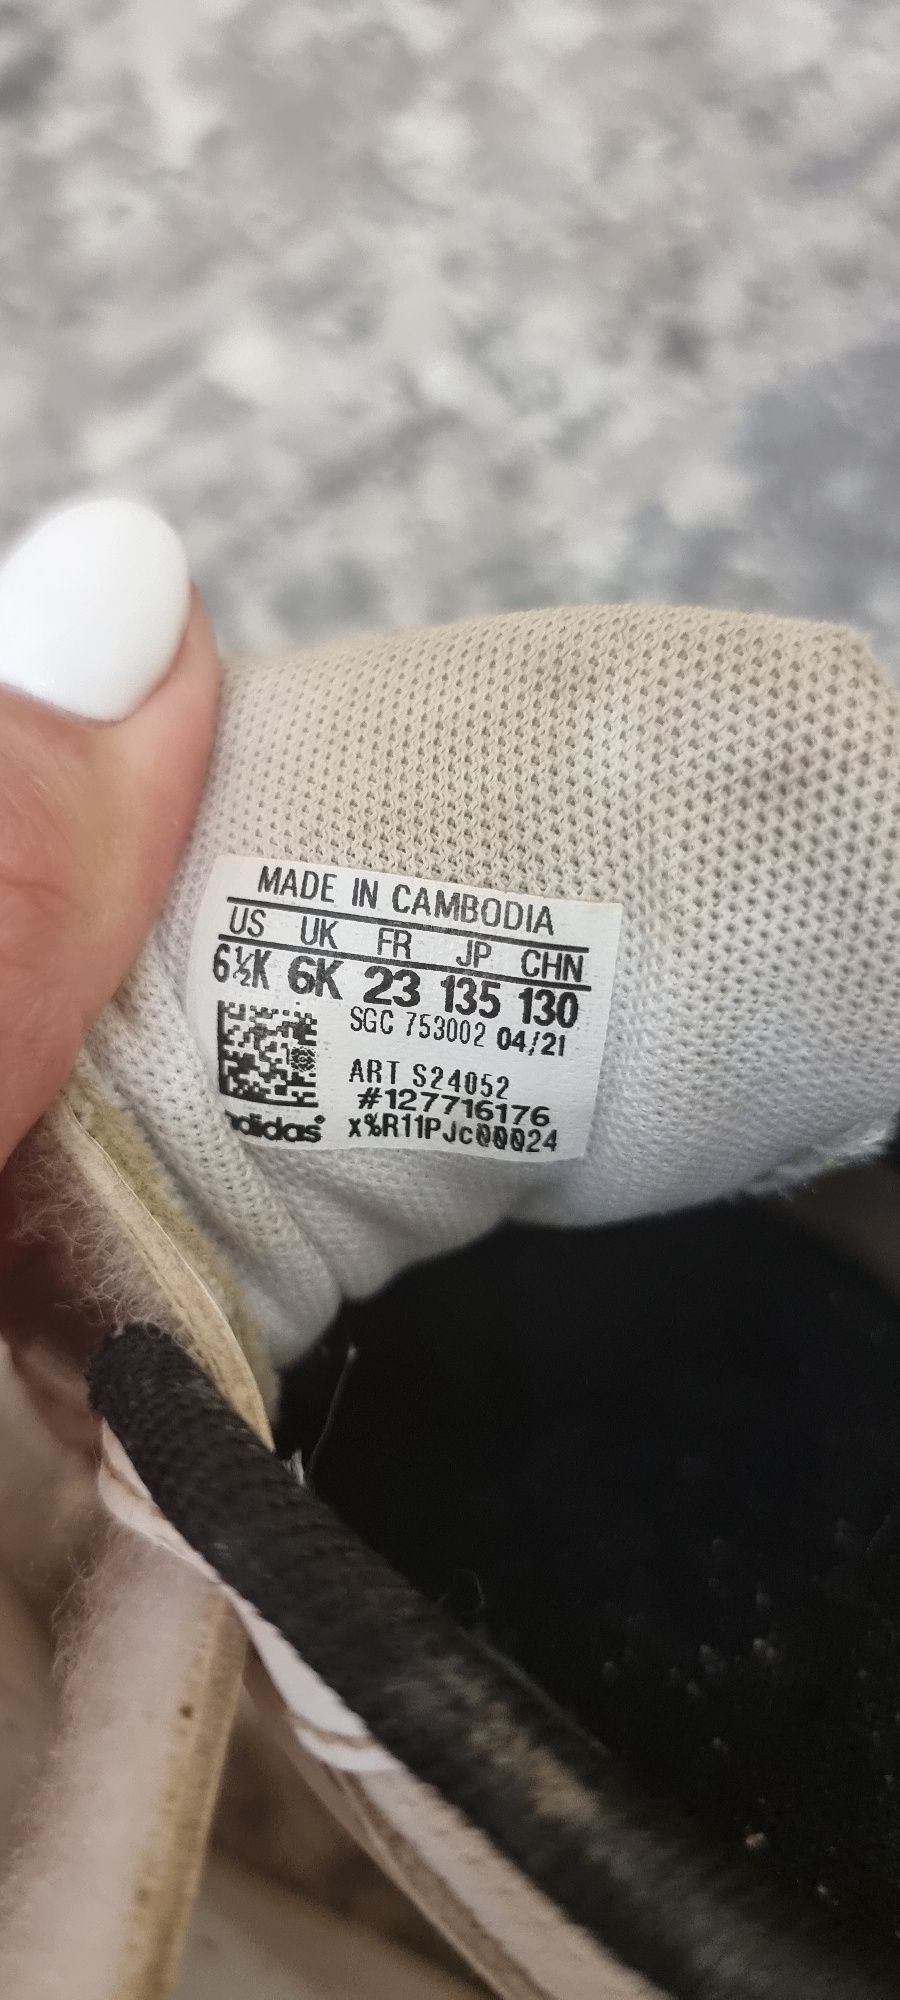 MADE IN CAMBODIA
US UK FR JP CHN
6½K 6K 23 135 130
SGC 753002 04/21
ART S24052
#127716176
adidas® x%R11PJc00024